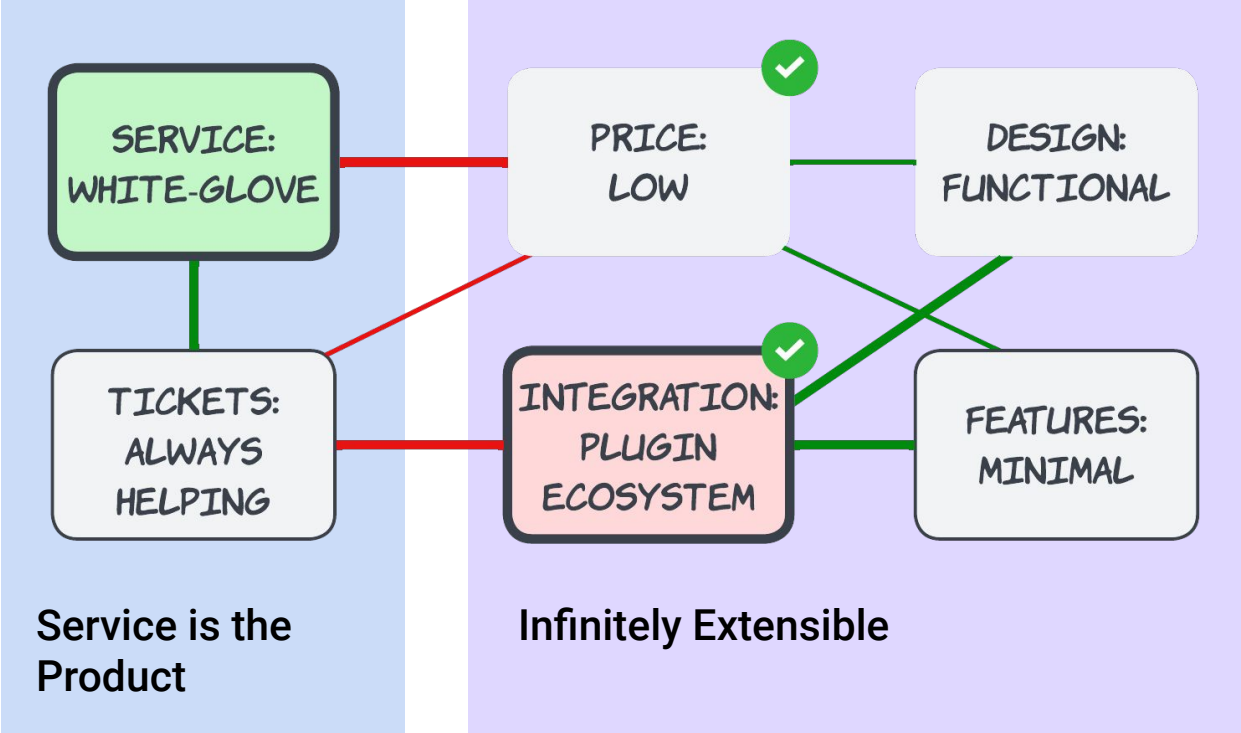 SERVICE:
WHITE-GLOVE
PRICE:
LOW
DESIGN:
FUNCTIONAL
TICKETS:
ALWAYS
HELPING
INTEGRATION:
PLUGIN
ECOSYSTEM
FEATURES:
MINIMAL
Service is the
Product
Infinitely Extensible